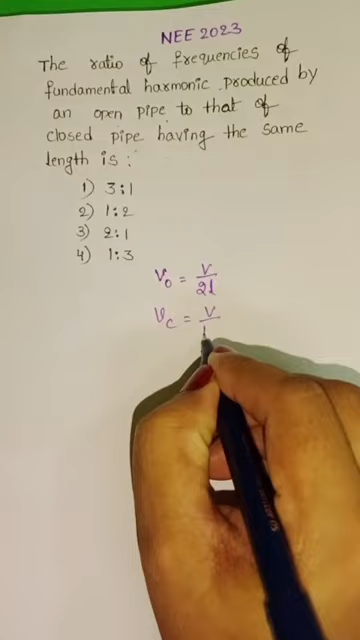 NEE 2023
The ratio of frequencies of
fundamental harmonic produced by
an open pipe to that of
closed pipe having the same
length is:
1) 3:1
2) 1:2
3) 2:1
4) 1:3
ν₀ = V/2l
ν_c = V/